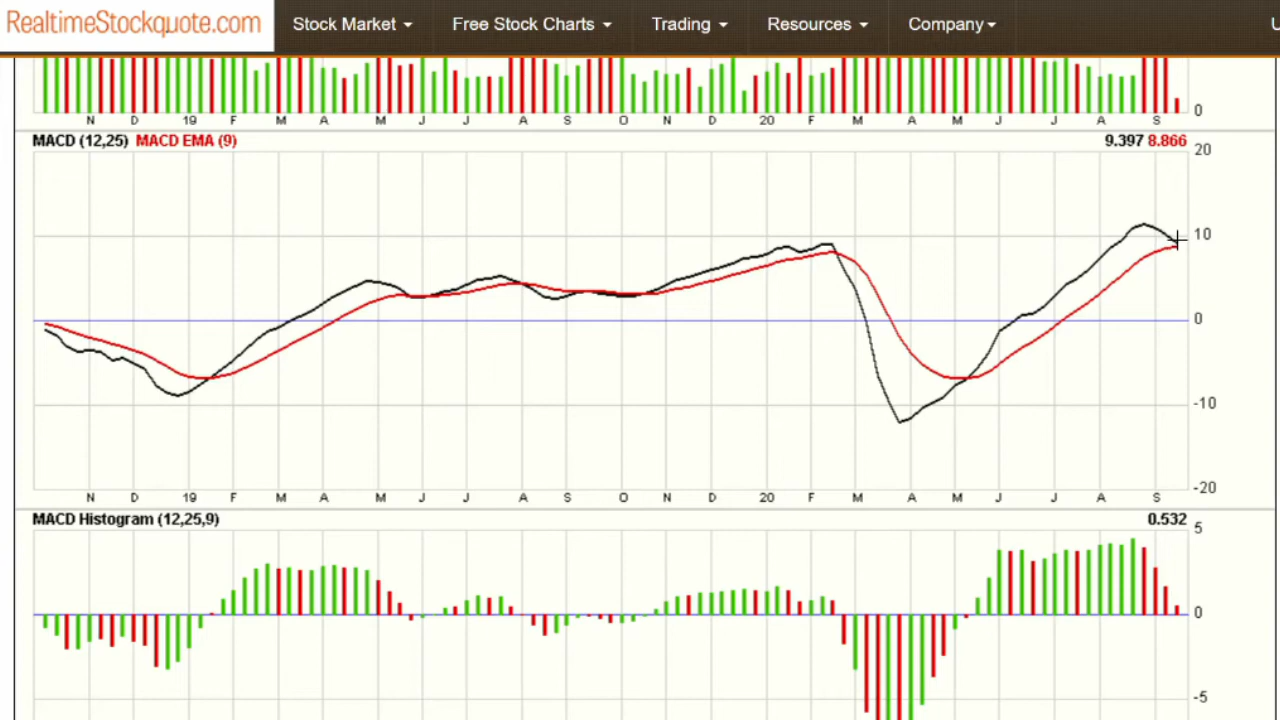 RealtimeStockquote.com Stock Market Free Stock Charts Trading Resources Company U
0
N D 19 F M A M J J A S O N D 20 F M A M J J A S
MACD (12,25) MACD EMA (9) 9.397 8.866
20
10
0
-10
-20
N D 19 F M A M J J A S O N D 20 F M A M J J A S
MACD Histogram (12,25,9) 0.532
5
0
-5